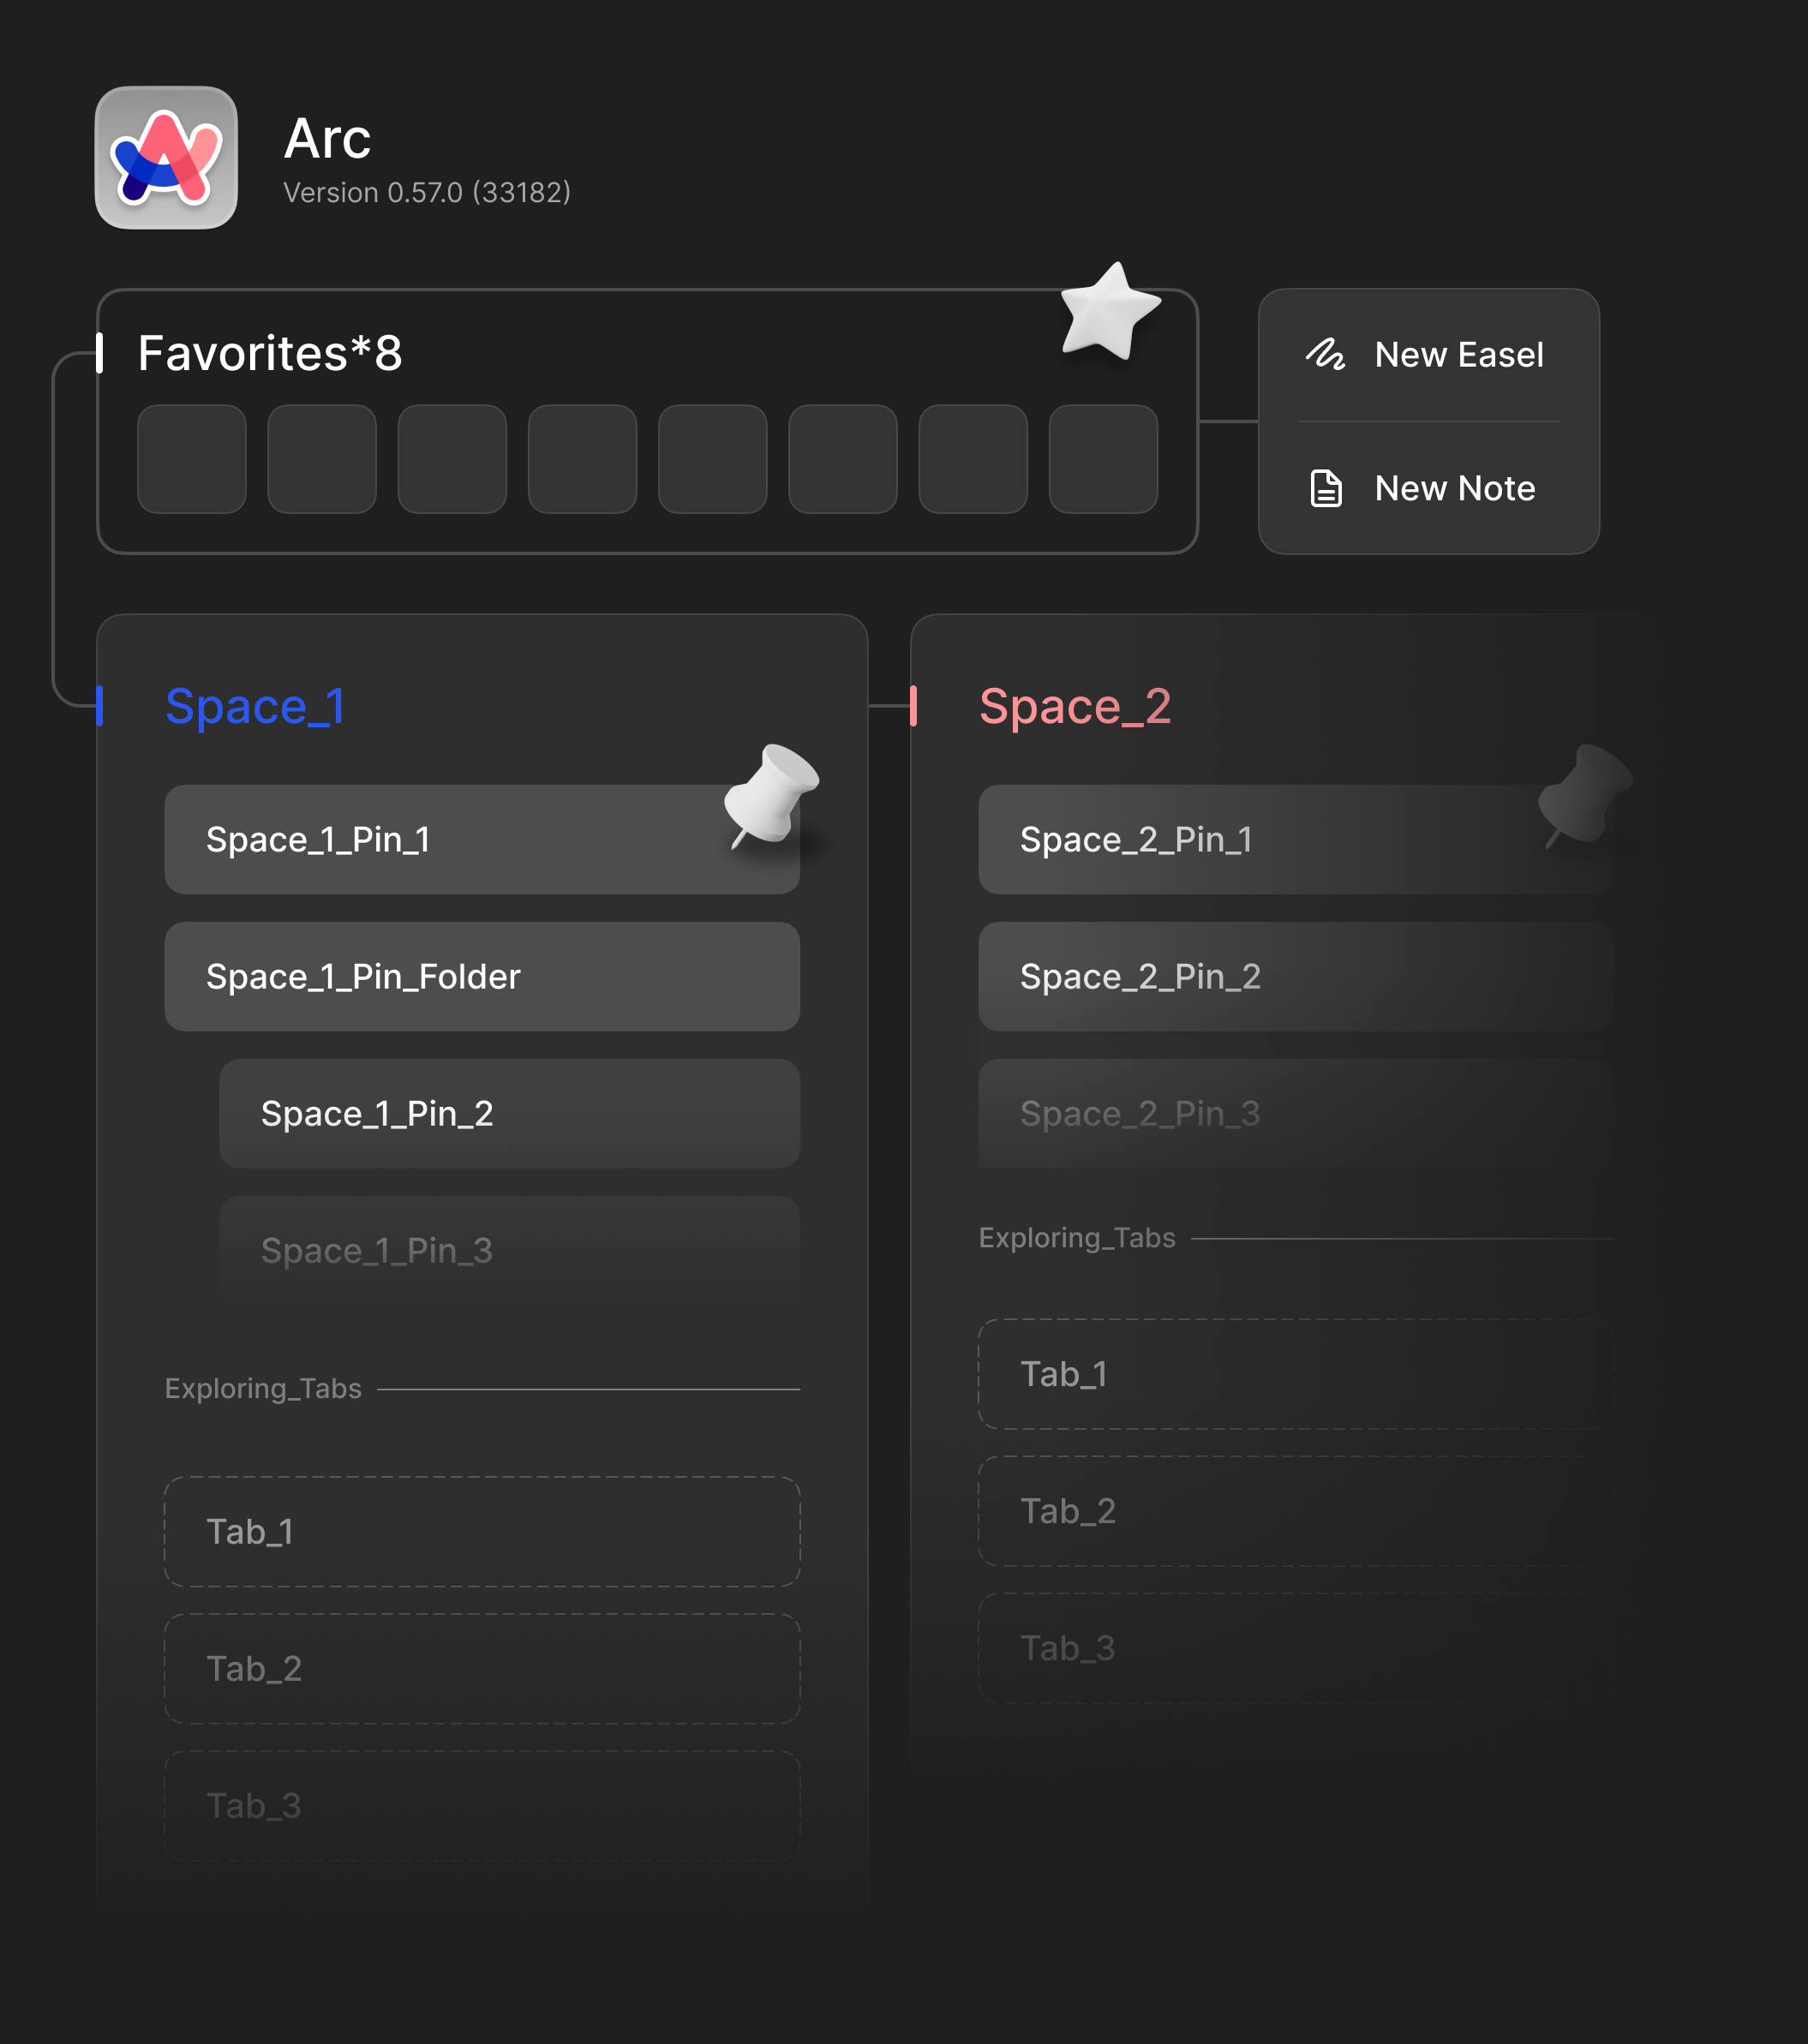 Arc
Version 0.57.0 (33182)
Favorites*8
New Easel
New Note
Space_1
Space_1_Pin_1
Space_1_Pin_Folder
Space_1_Pin_2
Space_1_Pin_3
Exploring_Tabs
Tab_1
Tab_2
Tab_3
Space_2
Space_2_Pin_1
Space_2_Pin_2
Space_2_Pin_3
Exploring_Tabs
Tab_1
Tab_2
Tab_3